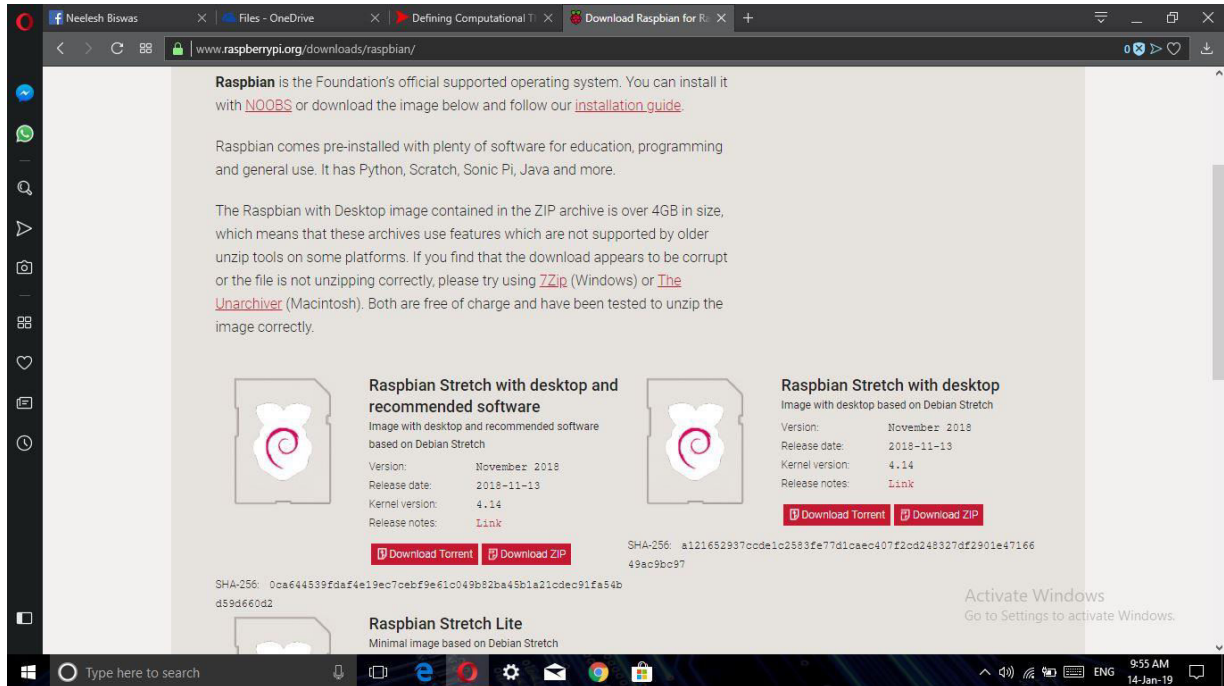 Neelesh Biswas
Files - OneDrive
Defining Computational T
Download Raspbian for R
www.raspberrypi.org/downloads/raspbian/
0
Raspbian is the Foundation's official supported operating system. You can install it
with NOOBS or download the image below and follow our installation guide.
Raspbian comes pre-installed with plenty of software for education, programming
and general use. It has Python, Scratch, Sonic Pi, Java and more.
The Raspbian with Desktop image contained in the ZIP archive is over 4GB in size,
which means that these archives use features which are not supported by older
unzip tools on some platforms. If you find that the download appears to be corrupt
or the file is not unzipping correctly, please try using 7Zip (Windows) or The
Unarchiver (Macintosh). Both are free of charge and have been tested to unzip the
image correctly.
Raspbian Stretch with desktop and
recommended software
Image with desktop and recommended software
based on Debian Stretch
Version: November 2018
Release date: 2018-11-13
Kernel version: 4.14
Release notes: Link
Download Torrent Download ZIP
SHA-256: 0ca644539fdaf4e19ec7cebf9e61c049b82ba45b1a21cdec91fa54b
d59d660d2
Raspbian Stretch with desktop
Image with desktop based on Debian Stretch
Version: November 2018
Release date: 2018-11-13
Kernel version: 4.14
Release notes: Link
Download Torrent Download ZIP
SHA-256: a121652937ccde1c2583fe77d1caec407f2cd248327df2901e47166
49ac9bc97
Raspbian Stretch Lite
Minimal image based on Debian Stretch
Activate Windows
Go to Settings to activate Windows.
Type here to search
ENG
9:55 AM
14-Jan-19